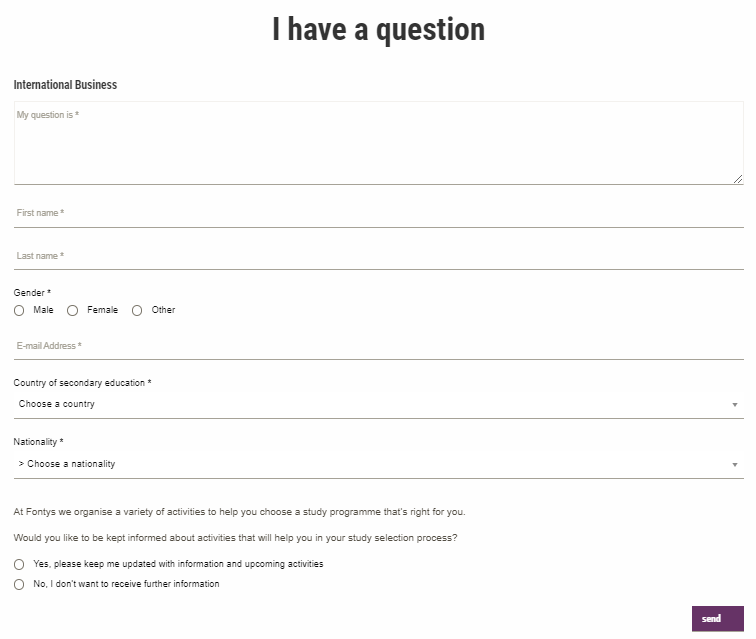 I have a question
International Business
My question is *
First name *
Last name *
Gender *
Male Female Other
E-mail Address *
Country of secondary education *
Choose a country
Nationality *
> Choose a nationality
At Fontys we organise a variety of activities to help you choose a study programme that's right for you.
Would you like to be kept informed about activities that will help you in your study selection process?
Yes, please keep me updated with information and upcoming activities
No, I don't want to receive further information
send